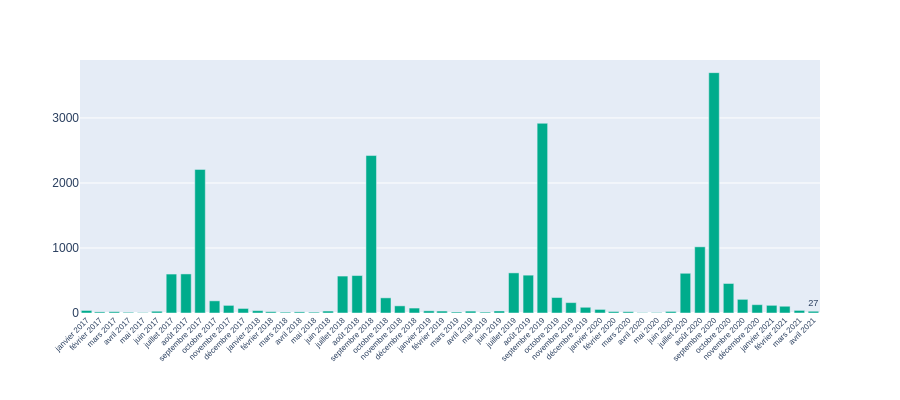 3000
2000
1000
0
27
janvier 2017
février 2017
mars 2017
avril 2017
mai 2017
juin 2017
juillet 2017
août 2017
septembre 2017
octobre 2017
novembre 2017
décembre 2017
janvier 2018
février 2018
mars 2018
avril 2018
mai 2018
juin 2018
juillet 2018
août 2018
septembre 2018
octobre 2018
novembre 2018
décembre 2018
janvier 2019
février 2019
mars 2019
avril 2019
mai 2019
juin 2019
juillet 2019
août 2019
septembre 2019
octobre 2019
novembre 2019
décembre 2019
janvier 2020
février 2020
mars 2020
avril 2020
mai 2020
juin 2020
juillet 2020
août 2020
septembre 2020
octobre 2020
novembre 2020
décembre 2020
janvier 2021
février 2021
mars 2021
avril 2021